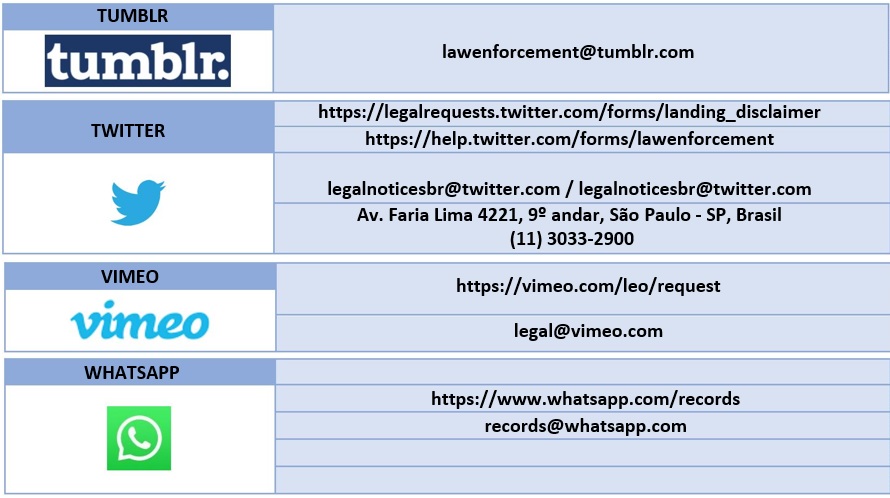 TUMBLR
tumblr.
lawenforcement@tumblr.com
TWITTER
https://legalrequests.twitter.com/forms/landing_disclaimer
https://help.twitter.com/forms/lawenforcement
legalnoticesbr@twitter.com / legalnoticesbr@twitter.com
Av. Faria Lima 4221, 9º andar, São Paulo - SP, Brasil
(11) 3033-2900
VIMEO
vimeo
https://vimeo.com/leo/request
legal@vimeo.com
WHATSAPP
https://www.whatsapp.com/records
records@whatsapp.com